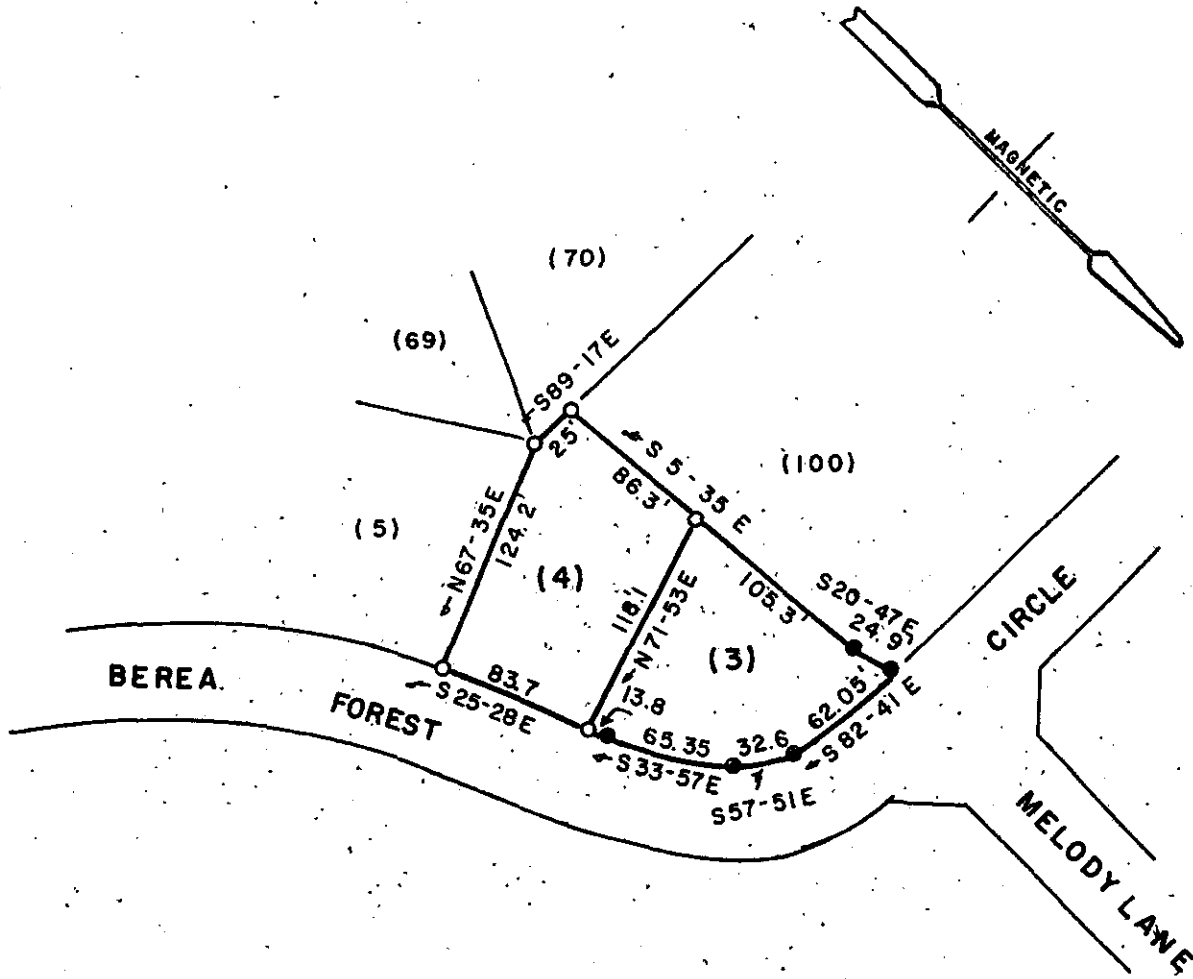 MAGNETIC
(70)
(69)
S89-17E
25'
S 5-35 E
86.3'
(100)
(5)
N67-35E
124.2'
(4)
118.1
N71-53E
105.3'
S20-47E
24.9'
(3)
CIRCLE
BEREA
FOREST
83.7
S25-28E
13.8
65.35
32.6
62.05'
S82-41E
S33-57E
S57-51E
MELODY LANE